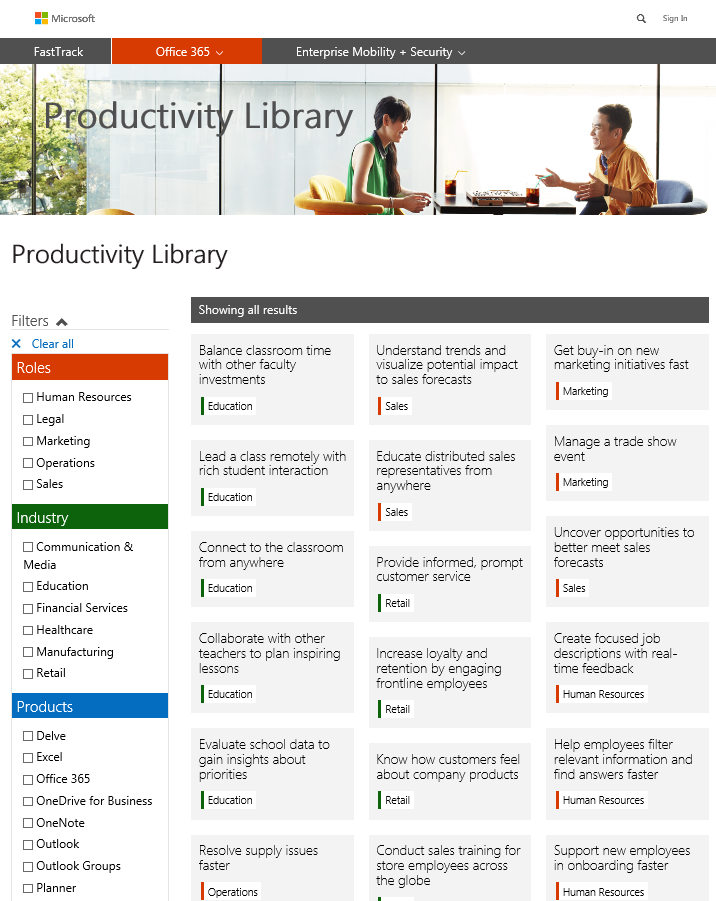 Microsoft
Sign In
FastTrack
Office 365
Enterprise Mobility + Security
Productivity Library
Productivity Library
Filters
Clear all
Roles
Human Resources
Legal
Marketing
Operations
Sales
Industry
Communication &
Media
Education
Financial Services
Healthcare
Manufacturing
Retail
Products
Delve
Excel
Office 365
OneDrive for Business
OneNote
Outlook
Outlook Groups
Planner
Showing all results
Balance classroom time
with other faculty
investments
Education
Lead a class remotely with
rich student interaction
Education
Connect to the classroom
from anywhere
Education
Collaborate with other
teachers to plan inspiring
lessons
Education
Evaluate school data to
gain insights about
priorities
Education
Resolve supply issues
faster
Operations
Understand trends and
visualize potential impact
to sales forecasts
Sales
Educate distributed sales
representatives from
anywhere
Sales
Provide informed, prompt
customer service
Retail
Increase loyalty and
retention by engaging
frontline employees
Retail
Know how customers feel
about company products
Retail
Conduct sales training for
store employees across
the globe
Get buy-in on new
marketing initiatives fast
Marketing
Manage a trade show
event
Marketing
Uncover opportunities to
better meet sales
forecasts
Sales
Create focused job
descriptions with real-
time feedback
Human Resources
Help employees filter
relevant information and
find answers faster
Human Resources
Support new employees
in onboarding faster
Human Resources